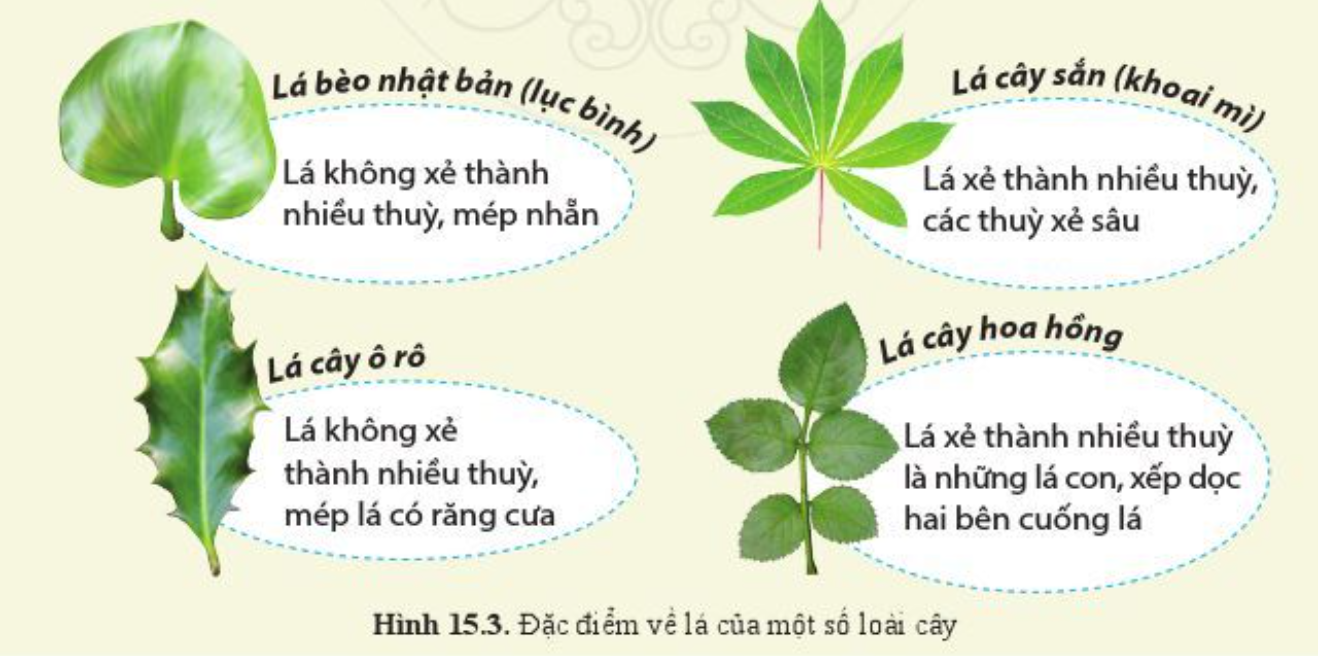 Lá bèo nhật bản (lục bình)
Lá không xẻ thành
nhiều thuỳ, mép nhẵn
Lá cây sắn (khoai mì)
Lá xẻ thành nhiều thuỳ,
các thuỳ xẻ sâu
Lá cây ô rô
Lá không xẻ
thành nhiều thuỳ,
mép lá có răng cưa
Lá cây hoa hồng
Lá xẻ thành nhiều thuỳ
là những lá con, xếp dọc
hai bên cuống lá
Hình 15.3. Đặc điểm về lá của một số loài cây